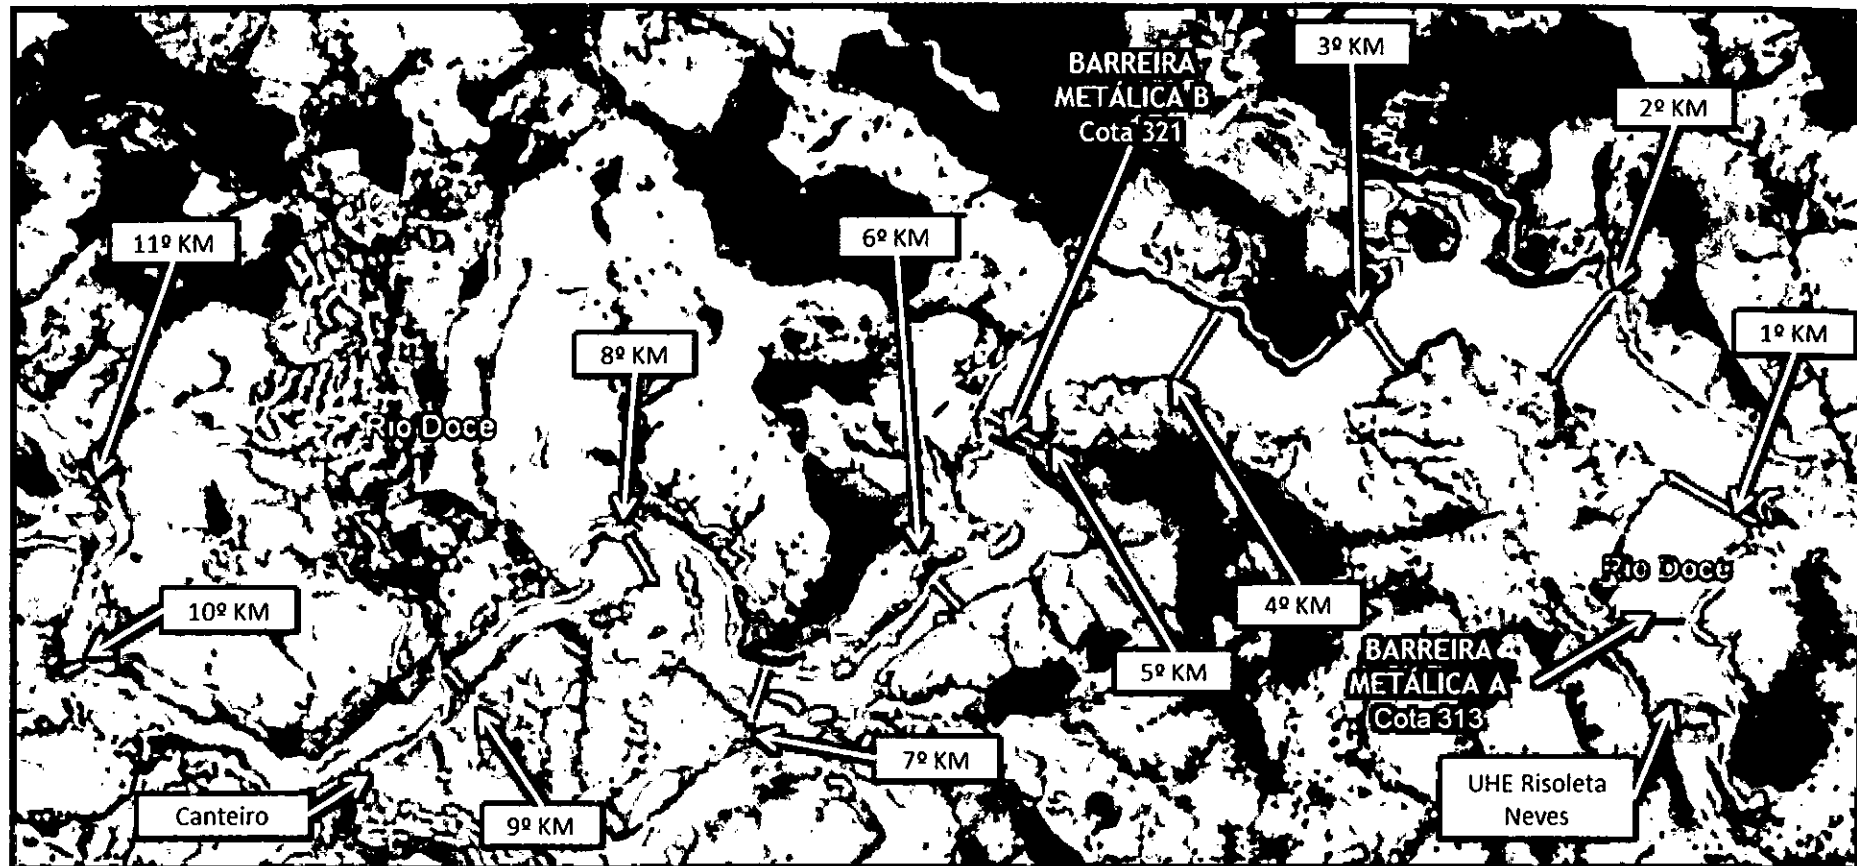 3º KM
BARREIRA
METÁLICA B
Cota 321
2º KM
11º KM
6º KM
1º KM
8º KM
Rio Doce
Rio Doce
10º KM
4º KM
BARREIRA
METÁLICA A
Cota 313
5º KM
7º KM
UHE Risoleta
Neves
Canteiro
9º KM